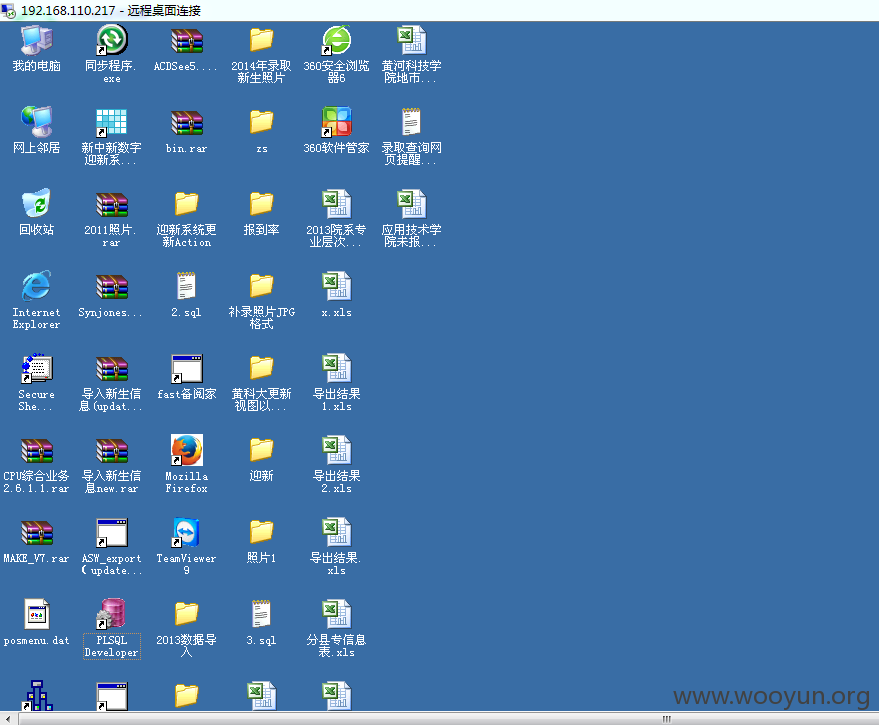 192.168.110.217 - 远程桌面连接
我的电脑
同步程序.
exe
ACDSee5....
2014年录取
新生照片
360安全浏览
器6
黄河科技学
院地市...
网上邻居
新中新数字
迎新系...
bin.rar
zs
360软件管家
录取查询网
页提醒...
回收站
2011照片.
rar
迎新系统更
新Action
报到率
2013院系专
业层次...
应用技术学
院未报...
Internet
Explorer
Synjones...
2.sql
补录照片JPG
格式
x.xls
Secure
She...
导入新生信
息(updat...
fast备阅家
黄科大更新
视图以...
导出结果
1.xls
CPU综合业务
2.6.1.1.rar
导入新生信
息new.rar
Mozilla
Firefox
迎新
导出结果
2.xls
MAKE_V7.rar
ASW_export
(update...
TeamViewer
9
照片1
导出结果.
xls
posmenu.dat
PLSQL
Developer
2013数据导
入
3.sql
分县专信息
表.xls
www.wooyun.org